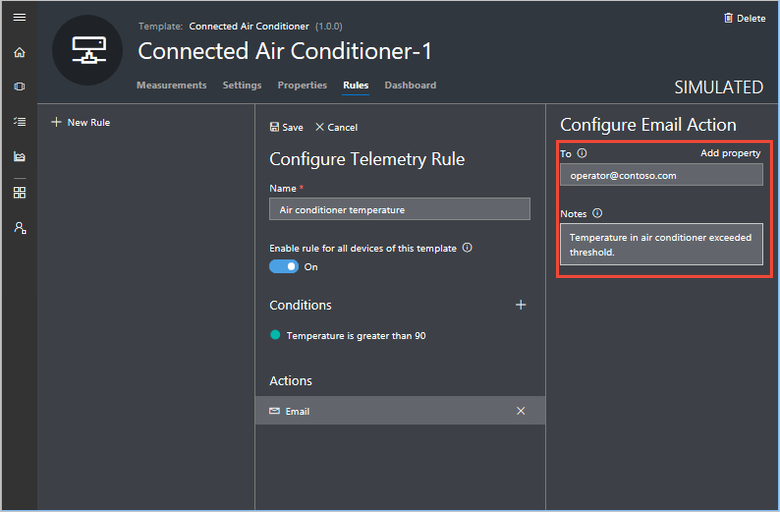 Template: Connected Air Conditioner (1.0.0)
Delete
Connected Air Conditioner-1
Measurements Settings Properties Rules Dashboard
SIMULATED
New Rule
Save Cancel
Configure Telemetry Rule
Name *
Air conditioner temperature
Enable rule for all devices of this template
On
Conditions
Temperature is greater than 90
Actions
Email
Configure Email Action
To Add property
operator@contoso.com
Notes
Temperature in air conditioner exceeded
threshold.